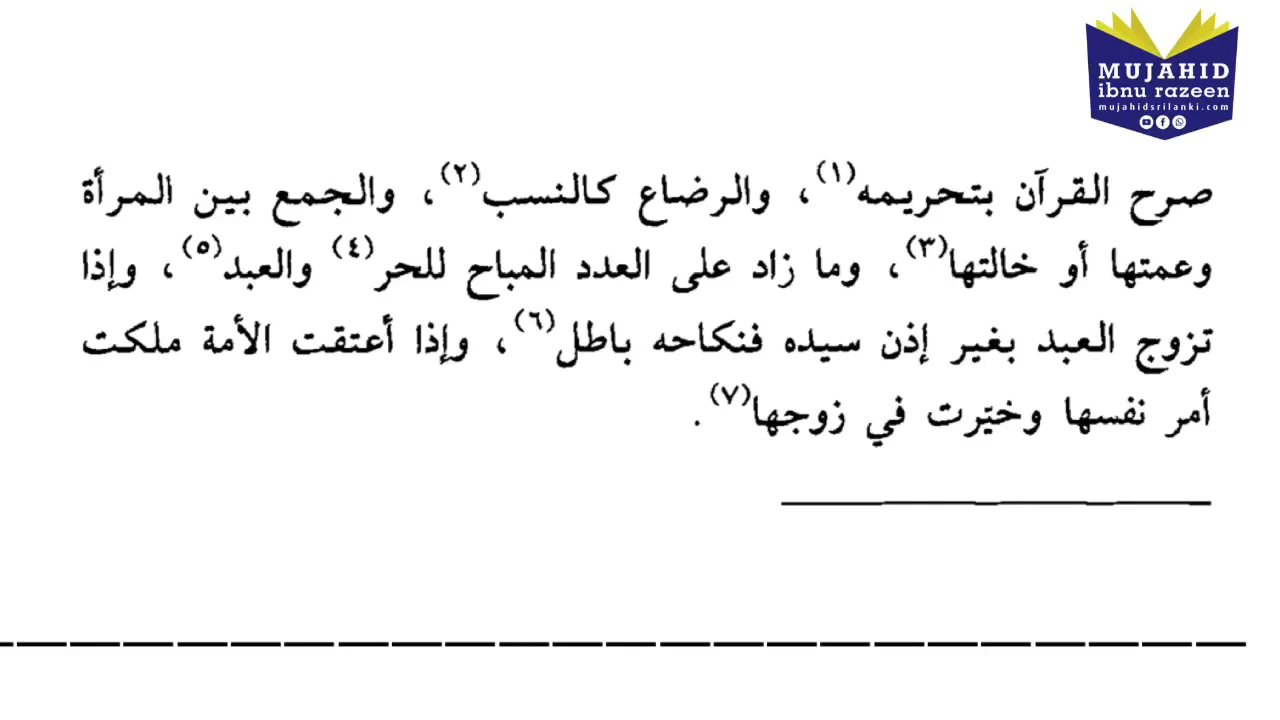 MUJAHID
ibnu razeen
mujahidsrilanki.com
صرح القرآن بتحريمه(١)، والرضاع كالنسب(٢)، والجمع بين المرأة
وعمتها أو خالتها(٣)، وما زاد على العدد المباح للحر(٤) والعبد(٥)، وإذا
تزوج العبد بغير إذن سيده فنكاحه باطل(٦)، وإذا أعتقت الأمة ملكت
أمر نفسها وخيّرت في زوجها(٧).